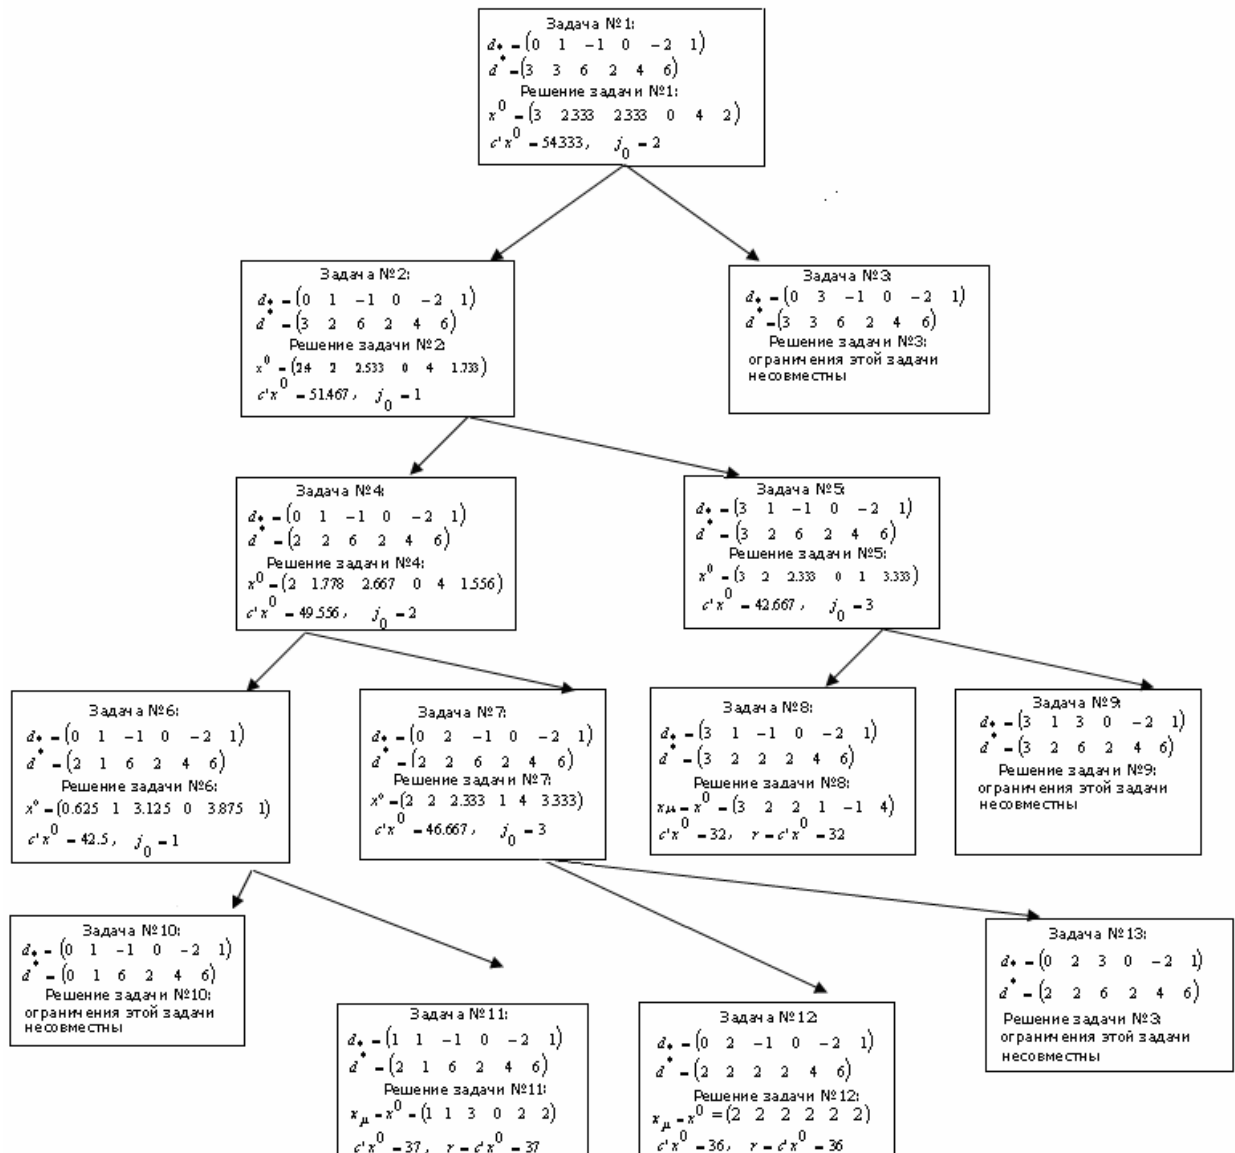 Задача №1:
d* = (0 1 −1 0 −2 1)
d* = (3 3 6 2 4 6)
Решение задачи №1:
x⁰ = (3 2.333 2.333 0 4 2)
c'x⁰ = 54.333, j₀ = 2
Задача №2:
d* = (0 1 −1 0 −2 1)
d* = (3 2 6 2 4 6)
Решение задачи №2:
x⁰ = (2.4 2 2.533 0 4 1.733)
c'x⁰ = 51.467, j₀ = 1
Задача №3:
d* = (0 3 −1 0 −2 1)
d* = (3 3 6 2 4 6)
Решение задачи №3:
ограничения этой задачи
несовместны
Задача №4:
d* = (0 1 −1 0 −2 1)
d* = (2 2 6 2 4 6)
Решение задачи №4:
x⁰ = (2 1.778 2.667 0 4 1.556)
c'x⁰ = 49.556, j₀ = 2
Задача №5:
d* = (3 1 −1 0 −2 1)
d* = (3 2 6 2 4 6)
Решение задачи №5:
x⁰ = (3 2 2.333 0 1 3.333)
c'x⁰ = 42.667, j₀ = 3
Задача №6:
d* = (0 1 −1 0 −2 1)
d* = (2 1 6 2 4 6)
Решение задачи №6:
x⁰ = (0.625 1 3.125 0 3.875 1)
c'x⁰ = 42.5, j₀ = 1
Задача №7:
d* = (0 2 −1 0 −2 1)
d* = (2 2 6 2 4 6)
Решение задачи №7:
x⁰ = (2 2 2.333 1 4 3.333)
c'x⁰ = 46.667, j₀ = 3
Задача №8:
d* = (3 1 −1 0 −2 1)
d* = (3 2 2 2 4 6)
Решение задачи №8:
xμ = x⁰ = (3 2 2 1 −1 4)
c'x⁰ = 32, r = c'x⁰ = 32
Задача №9:
d* = (3 1 3 0 −2 1)
d* = (3 2 6 2 4 6)
Решение задачи №9:
ограничения этой задачи
несовместны
Задача №10:
d* = (0 1 −1 0 −2 1)
d* = (0 1 6 2 4 6)
Решение задачи №10:
ограничения этой задачи
несовместны
Задача №11:
d* = (1 1 −1 0 −2 1)
d* = (2 1 6 2 4 6)
Решение задачи №11:
xμ = x⁰ = (1 1 3 0 2 2)
c'x⁰ = 37, r = c'x⁰ = 37
Задача №12:
d* = (0 2 −1 0 −2 1)
d* = (2 2 2 2 4 6)
Решение задачи №12:
xμ = x⁰ = (2 2 2 2 2 2)
c'x⁰ = 36, r = c'x⁰ = 36
Задача №13:
d* = (0 2 3 0 −2 1)
d* = (2 2 6 2 4 6)
Решение задачи №3:
ограничения этой задачи
несовместны